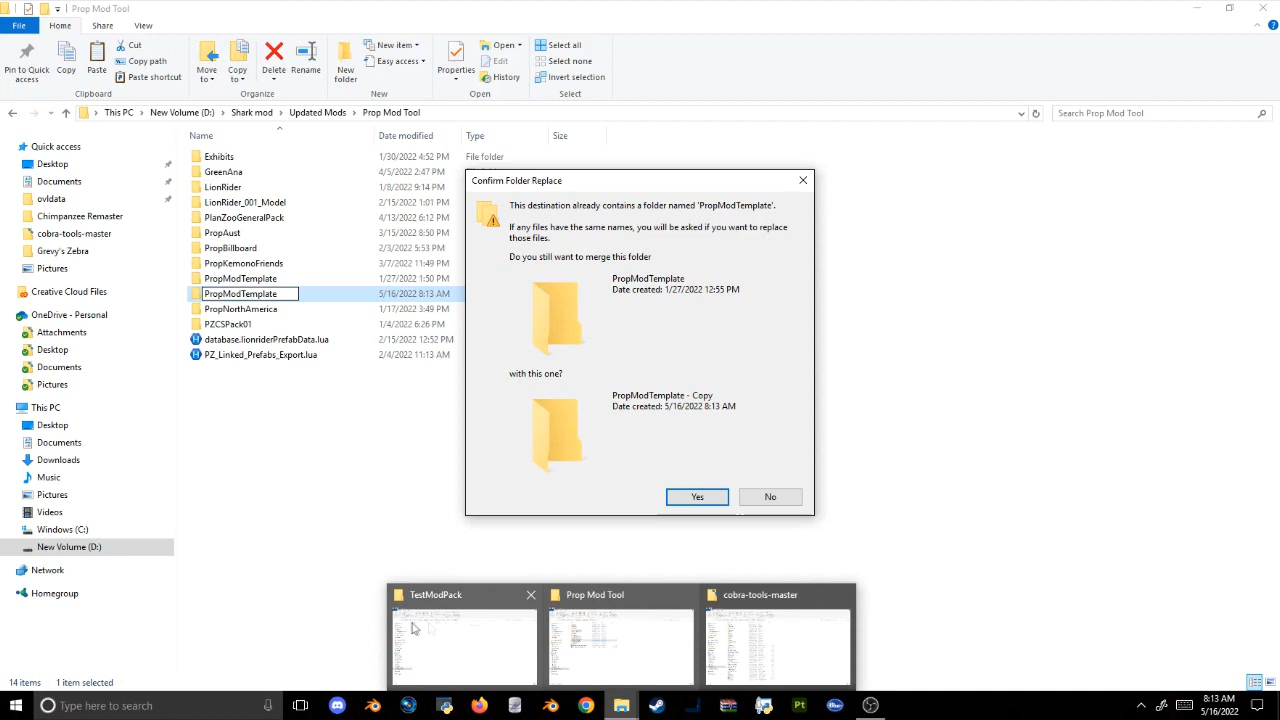 Prop Mod Tool
File Home Share View
Pin to Quick access
Copy
Paste
Cut
Copy path
Paste shortcut
Move to
Copy to
Delete
Rename
New folder
New item
Easy access
Properties
Open
Edit
History
Select all
Select none
Invert selection
Clipboard Organize New Open Select
This PC New Volume (D:) Shark mod Updated Mods Prop Mod Tool
Search Prop Mod Tool
Name Date modified Type Size
Quick access
Desktop
Documents
ovldata
Chimpanzee Remaster
cobra-tools-master
Grevy's Zebra
Pictures
Creative Cloud Files
OneDrive - Personal
Attachments
Desktop
Documents
Pictures
This PC
Desktop
Documents
Downloads
Music
Pictures
Videos
Windows (C:)
New Volume (D:)
Network
Homegroup
Exhibits 1/30/2022 4:52 PM File folder
GreenAna 4/5/2022 2:47 PM
LionRider 1/8/2022 9:14 PM
LionRider_001_Model 2/15/2022 1:01 PM
PlanZooGeneralPack 4/13/2022 6:12 PM
PropAust 3/15/2022 8:50 PM
PropBillboard 2/3/2022 5:53 PM
PropKemonoFriends 3/7/2022 11:49 PM
PropModTemplate 1/27/2022 1:50 PM
PropModTemplate 5/16/2022 8:13 AM
PropNorthAmerica 1/17/2022 3:49 PM
PZCSPack01 1/4/2022 6:26 PM
database.lionriderPrefabData.lua 2/15/2022 12:52 PM
PZ_Linked_Prefabs_Export.lua 2/4/2022 11:13 AM
Confirm Folder Replace
This destination already contains a folder named 'PropModTemplate'.
If any files have the same names, you will be asked if you want to replace
those files.
Do you still want to merge this folder
PropModTemplate
Date created: 1/27/2022 12:55 PM
with this one?
PropModTemplate - Copy
Date created: 5/16/2022 8:13 AM
Yes No
TestModPack
Prop Mod Tool
cobra-tools-master
14 items 1 item selected
Type here to search
Pt
8:13 AM
5/16/2022